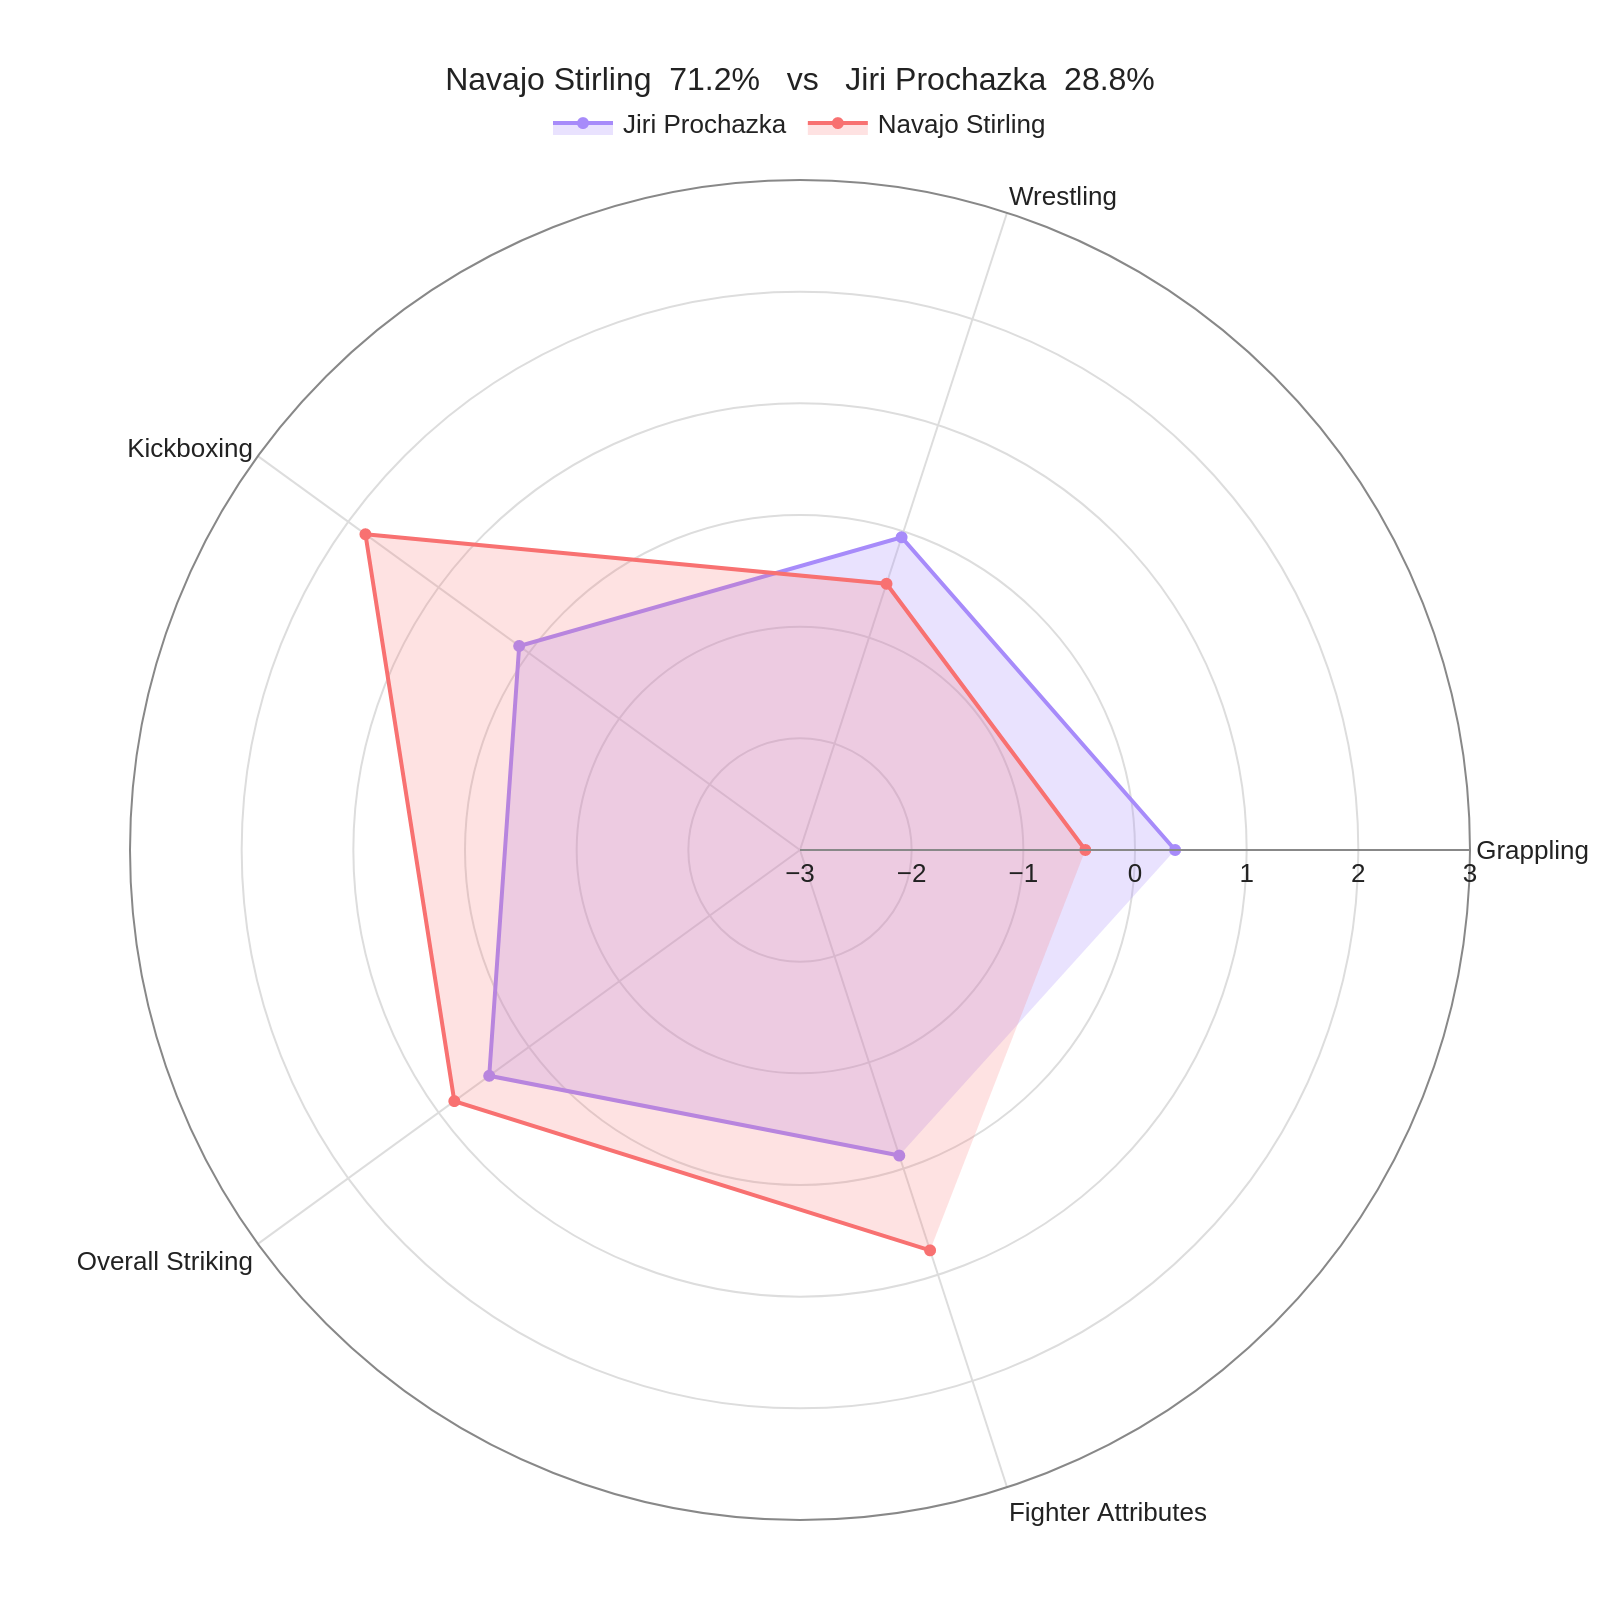 Navajo Stirling  71.2%   vs   Jiri Prochazka  28.8%
Jiri Prochazka   Navajo Stirling
Wrestling
Kickboxing
Grappling
−3 −2 −1 0 1 2 3
Overall Striking
Fighter Attributes